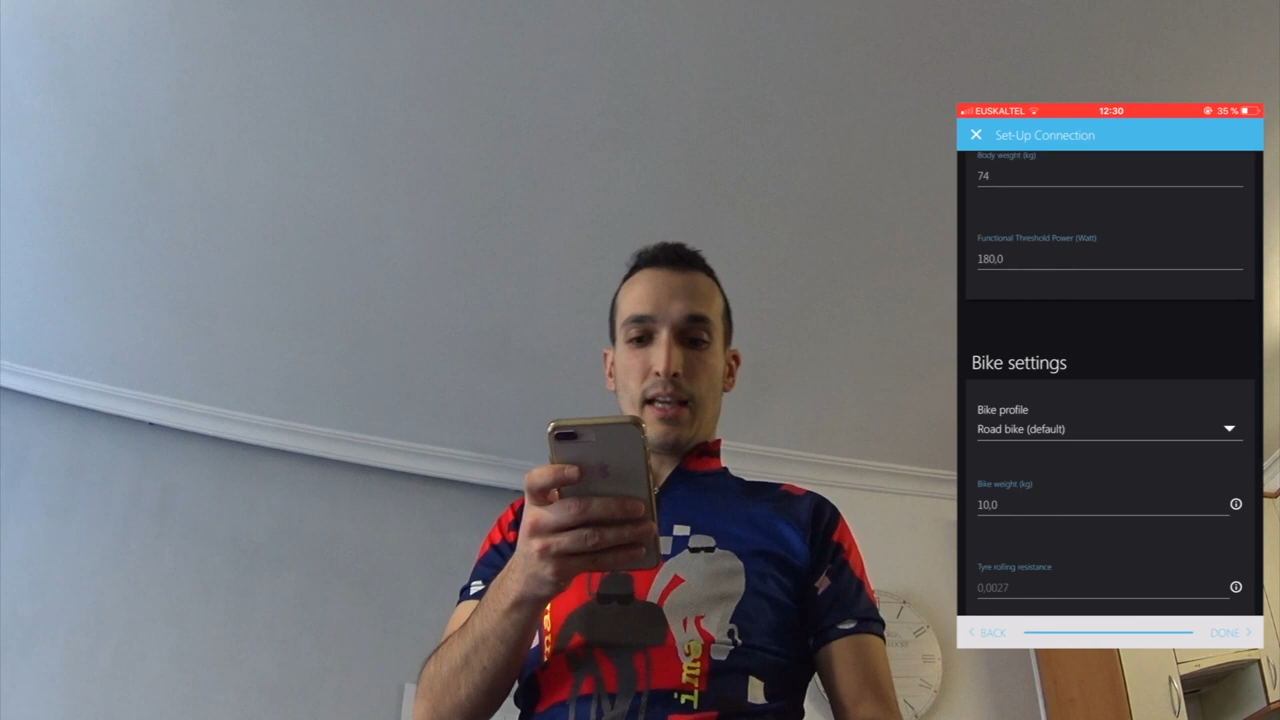 EUSKALTEL 12:30 35 %
Set-Up Connection
Body weight (kg)
74
Functional Threshold Power (Watt)
180,0
Bike settings
Bike profile
Road bike (default)
Bike weight (kg)
10,0
Tyre rolling resistance
0,0027
BACK DONE
ima